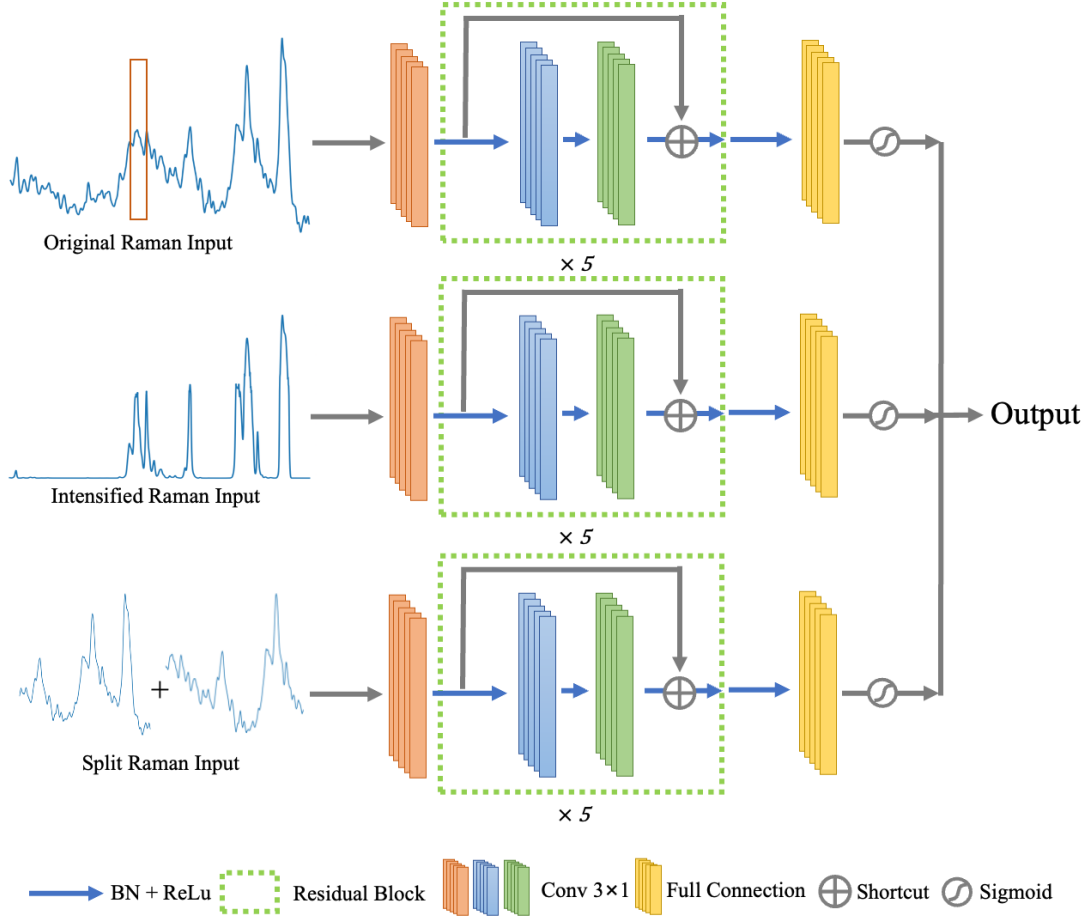 Original Raman Input
× 5
Intensified Raman Input
× 5
Output
+
Split Raman Input
× 5
BN + ReLu
Residual Block
Conv 3×1
Full Connection
Shortcut
Sigmoid